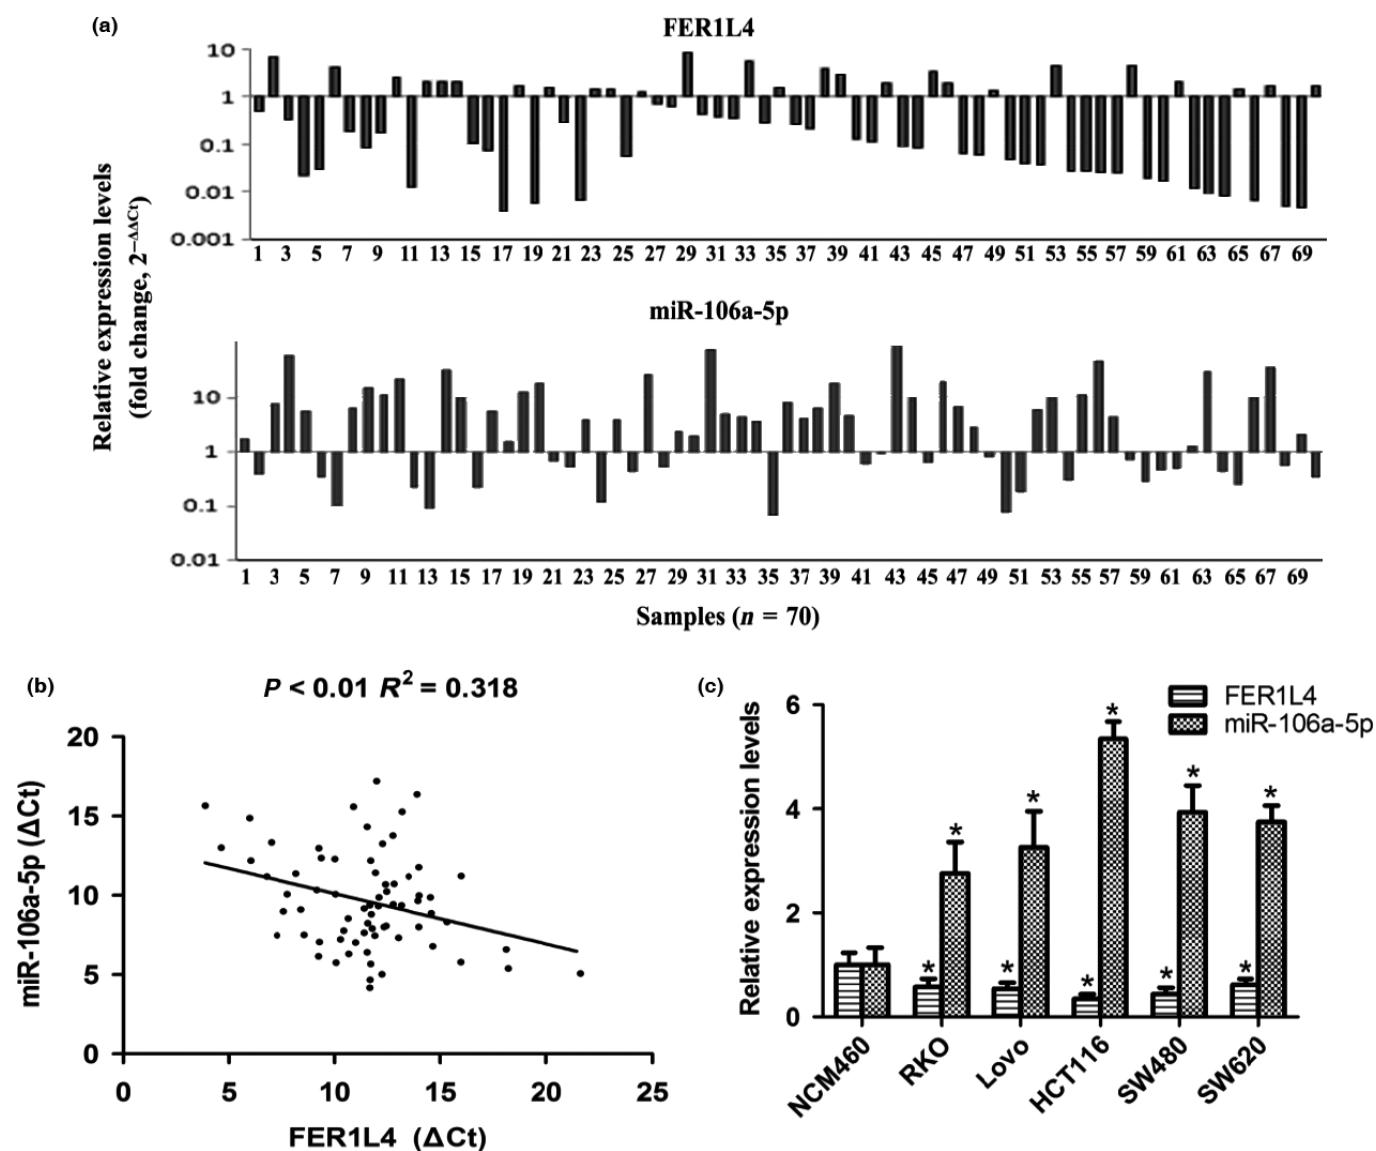 (a)
FER1L4
Relative expression levels
(fold change, 2−ΔΔCt)
10
1
0.1
0.01
0.001
1 3 5 7 9 11 13 15 17 19 21 23 25 27 29 31 33 35 37 39 41 43 45 47 49 51 53 55 57 59 61 63 65 67 69
miR-106a-5p
10
1
0.1
0.01
1 3 5 7 9 11 13 15 17 19 21 23 25 27 29 31 33 35 37 39 41 43 45 47 49 51 53 55 57 59 61 63 65 67 69
Samples (n = 70)
(b)
P < 0.01 R2 = 0.318
miR-106a-5p (ΔCt)
20
15
10
5
0
0 5 10 15 20 25
FER1L4 (ΔCt)
(c)
FER1L4
miR-106a-5p
Relative expression levels
6
4
2
0
* * * * * * * * * *
NCM460 RKO Lovo HCT116 SW480 SW620